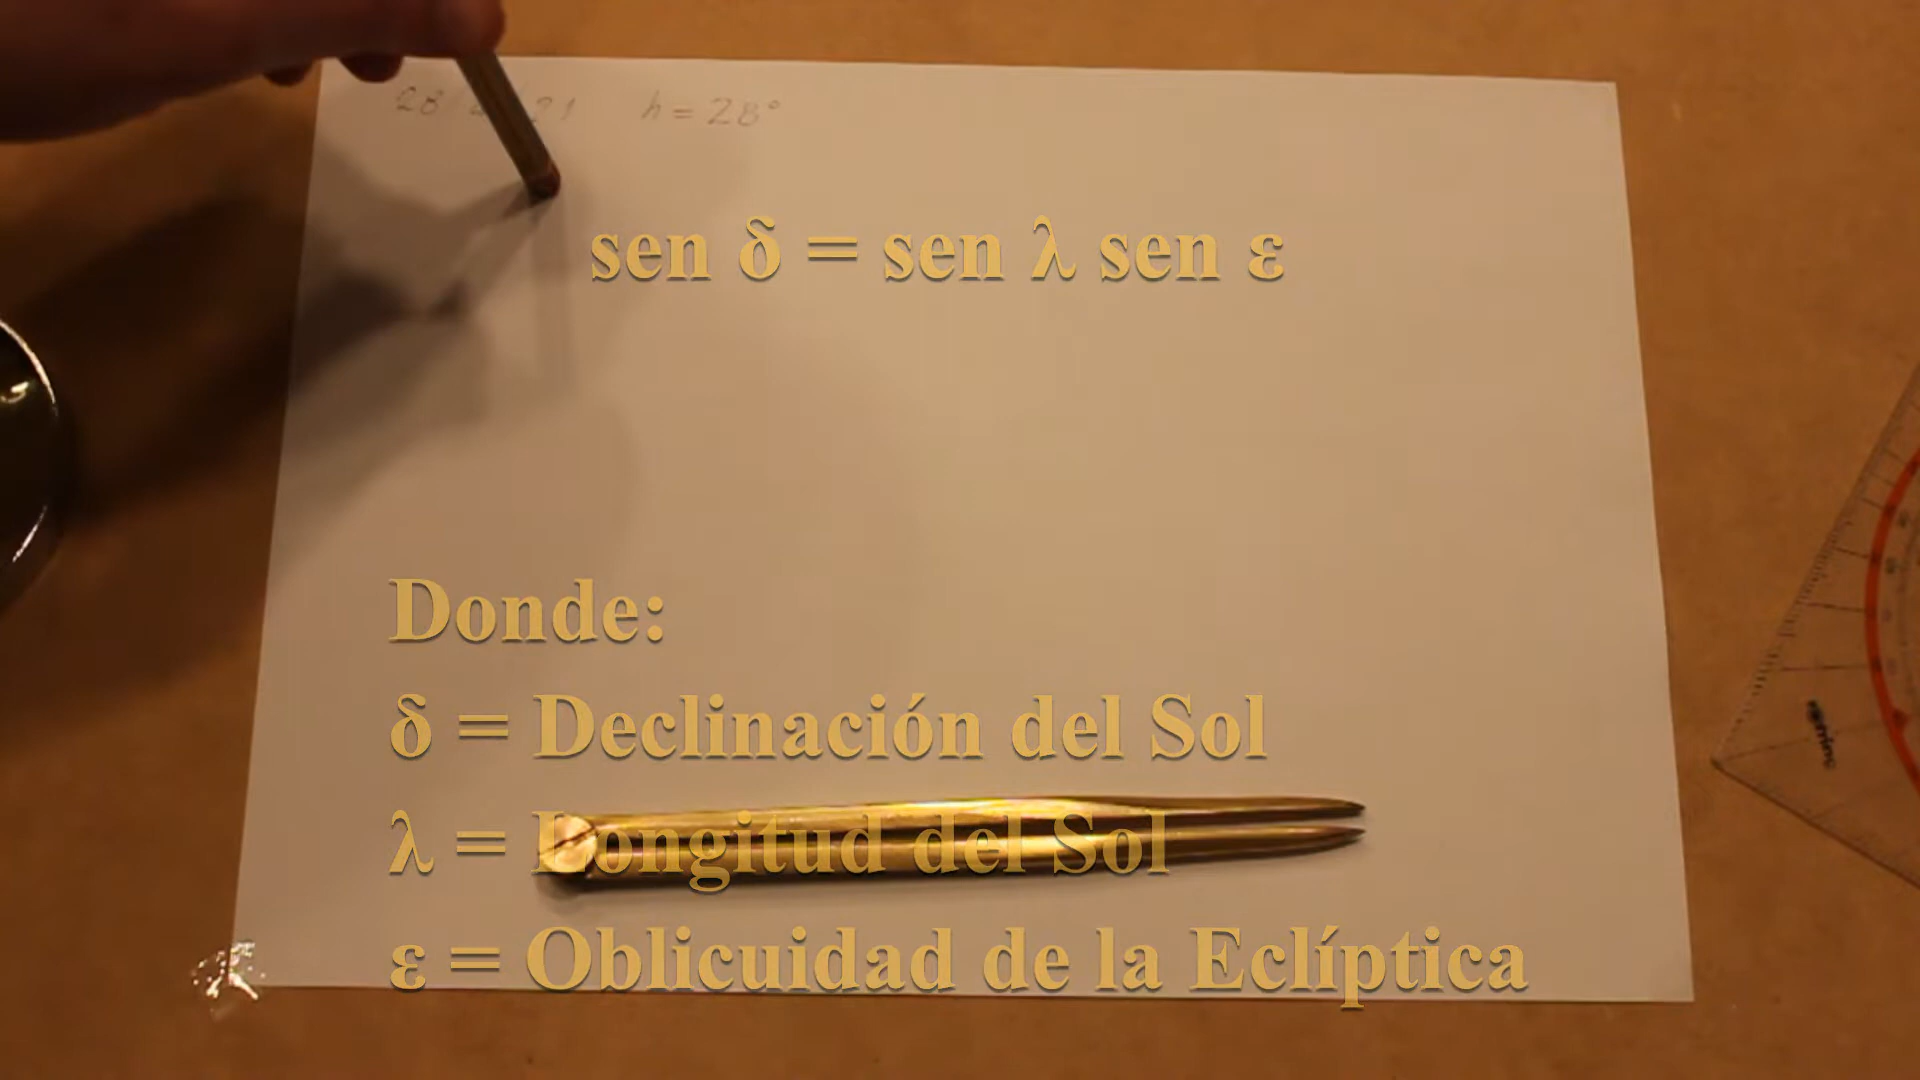 h = 28°
sen δ = sen λ sen ε
Donde:
δ = Declinación del Sol
λ = Longitud del Sol
ε = Oblicuidad de la Eclíptica